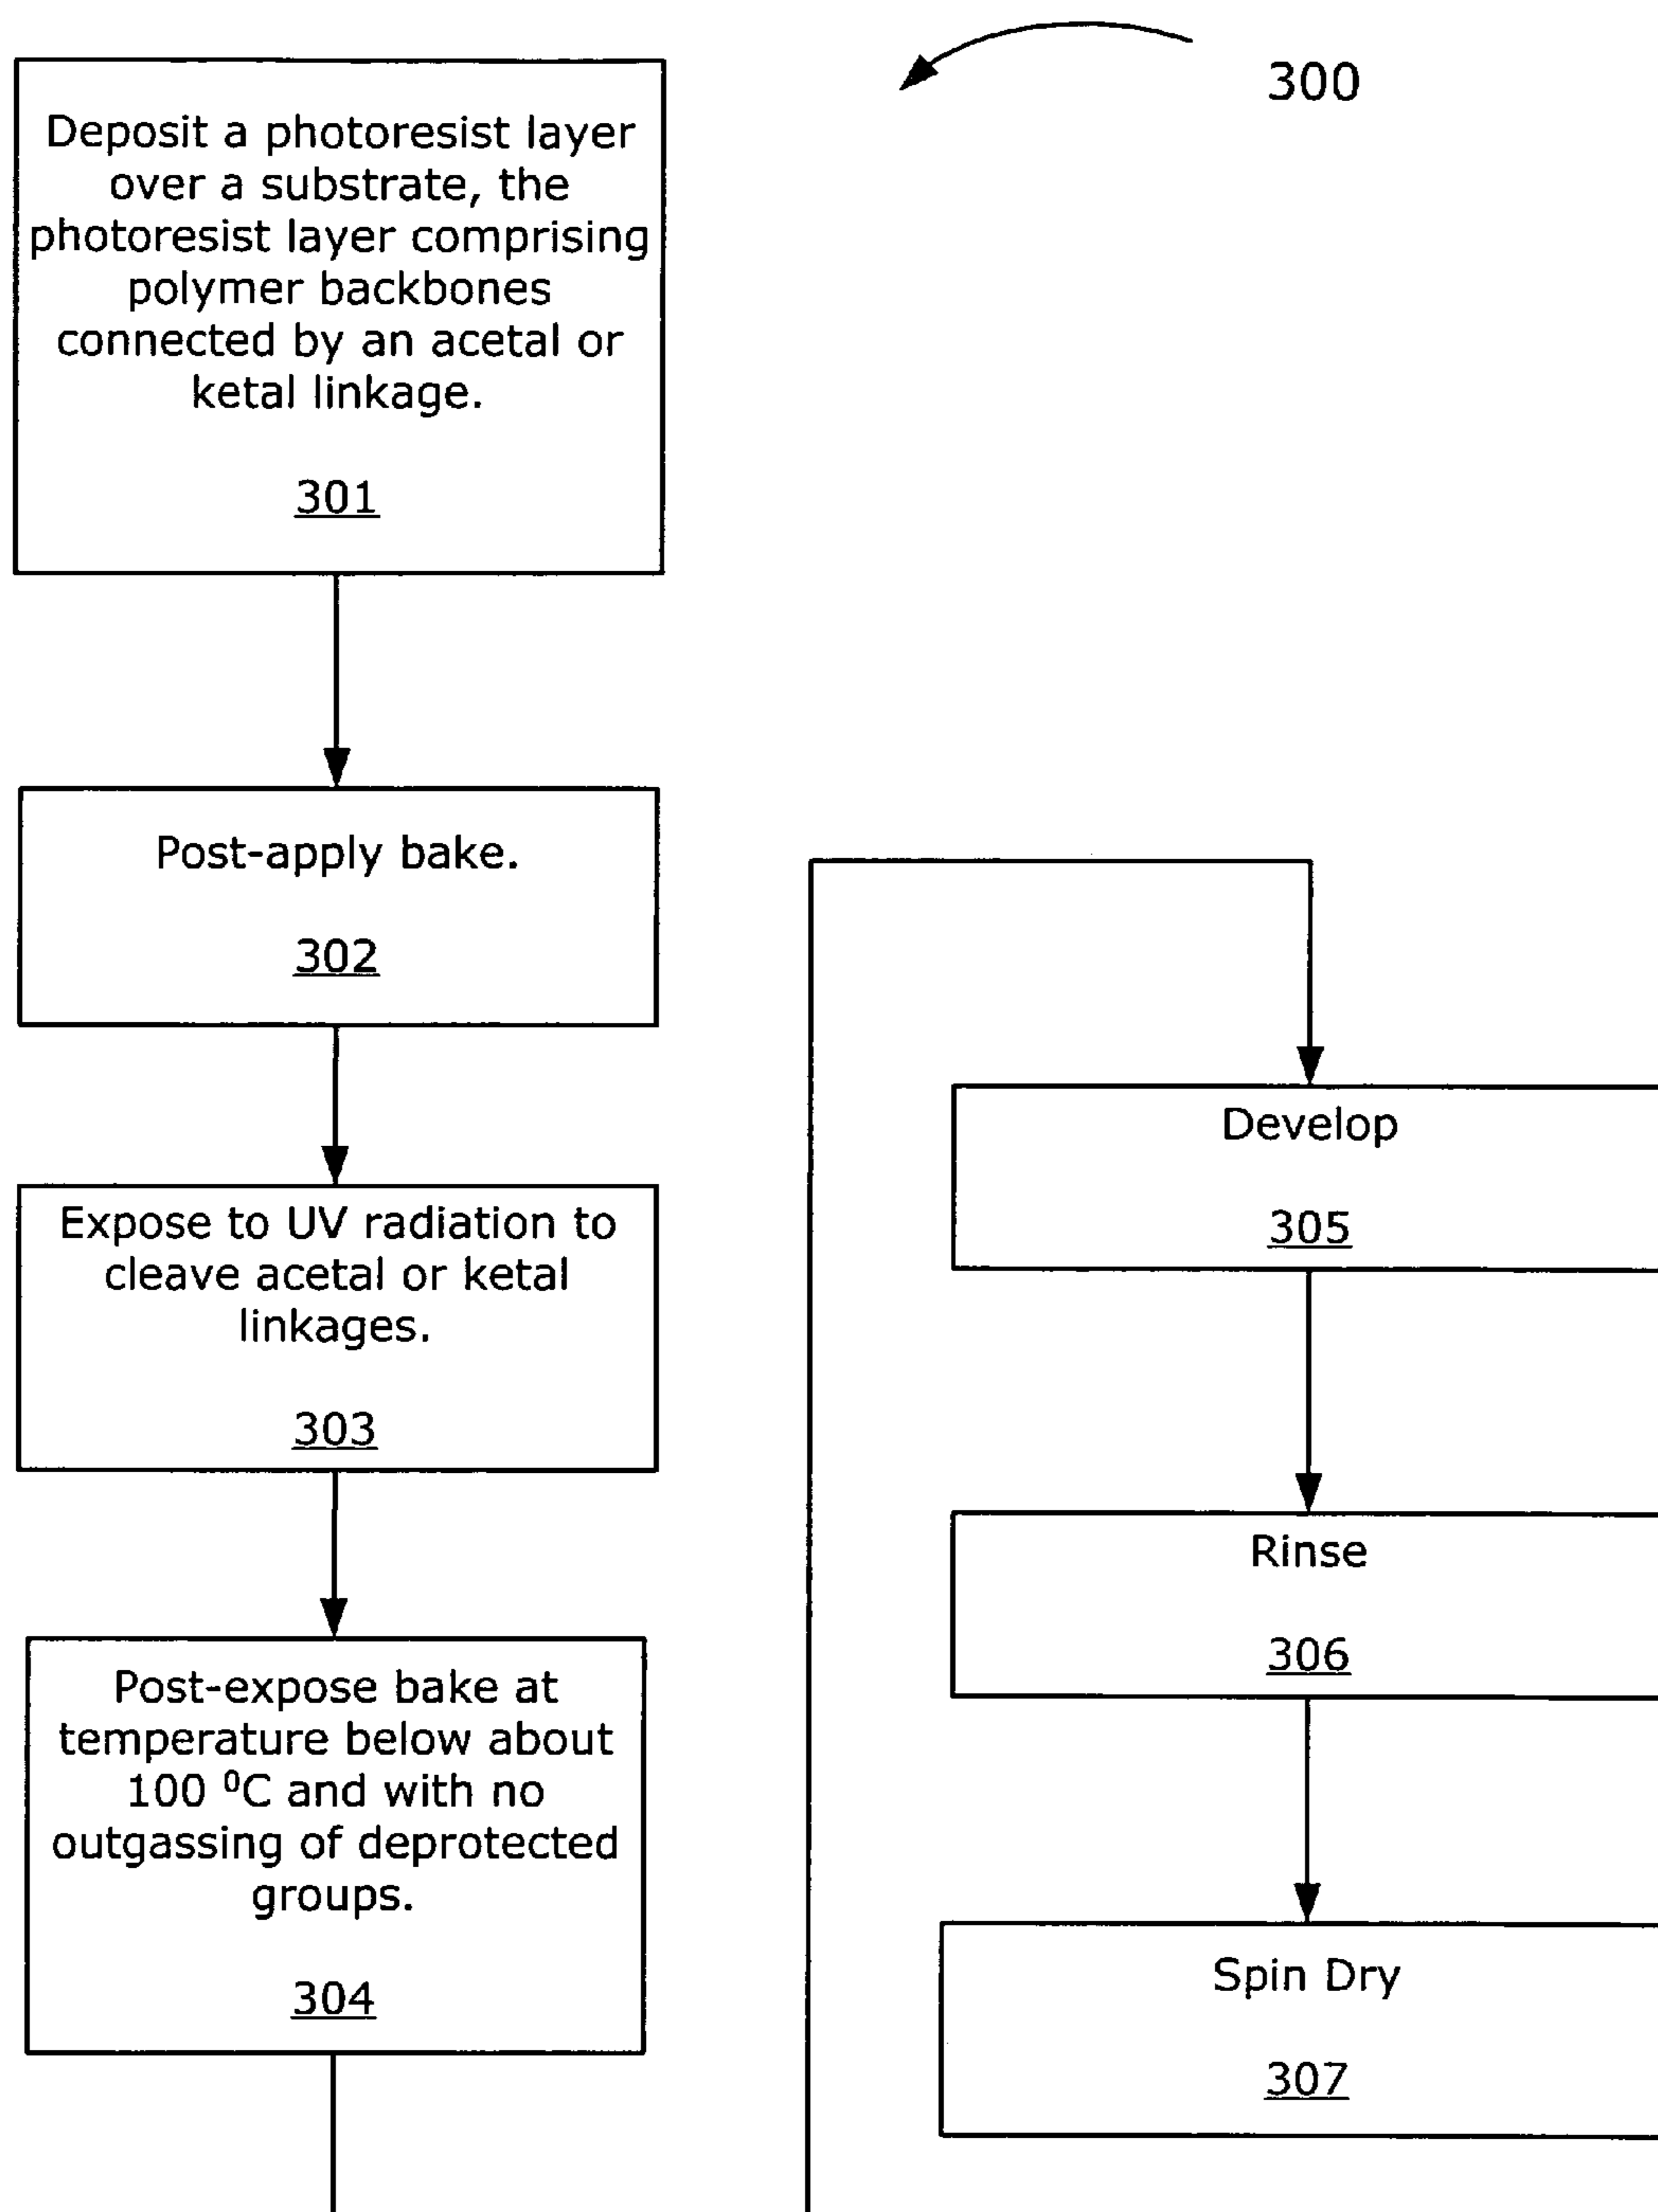 300
Deposit a photoresist layer
over a substrate, the
photoresist layer comprising
polymer backbones
connected by an acetal or
ketal linkage.
301
Post-apply bake.
302
Expose to UV radiation to
cleave acetal or ketal
linkages.
303
Post-expose bake at
temperature below about
100 ⁰C and with no
outgassing of deprotected
groups.
304
Develop
305
Rinse
306
Spin Dry
307